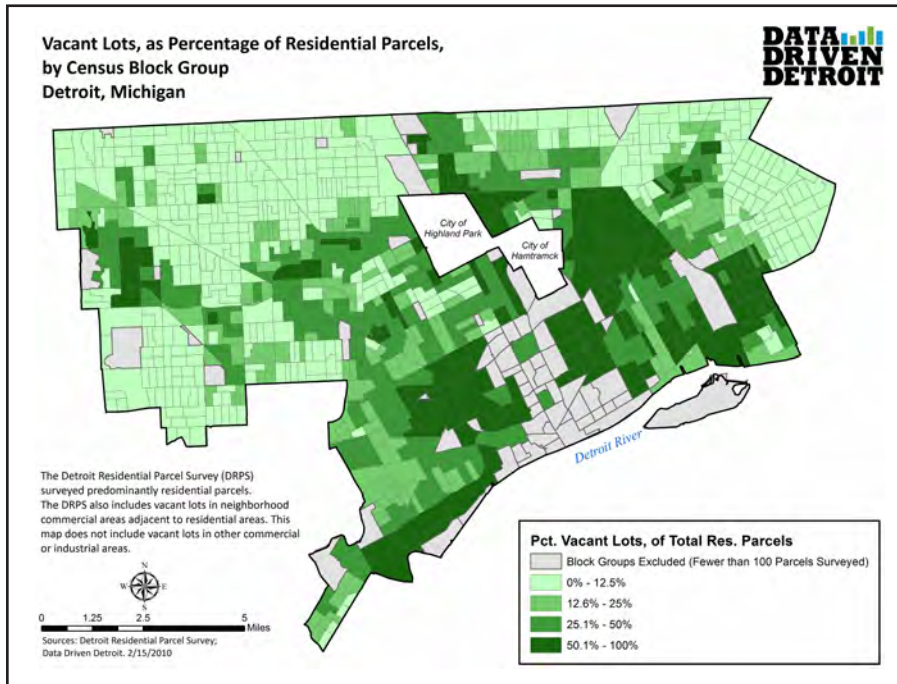 Vacant Lots, as Percentage of Residential Parcels,
by Census Block Group
Detroit, Michigan
DATA
DRIVEN
DETROIT
City of
Highland Park
City of
Hamtramck
Detroit River
The Detroit Residential Parcel Survey (DRPS)
surveyed predominantly residential parcels.
The DRPS also includes vacant lots in neighborhood
commercial areas adjacent to residential areas. This
map does not include vacant lots in other commercial
or industrial areas.
N
W E
S
0 1.25 2.5 5
Miles
Sources: Detroit Residential Parcel Survey;
Data Driven Detroit. 2/15/2010
Pct. Vacant Lots, of Total Res. Parcels
Block Groups Excluded (Fewer than 100 Parcels Surveyed)
0% - 12.5%
12.6% - 25%
25.1% - 50%
50.1% - 100%